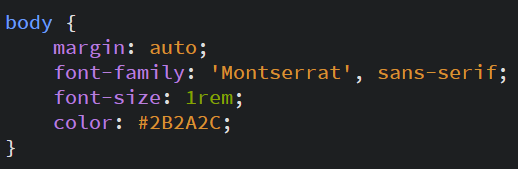 body {
    margin: auto;
    font-family: 'Montserrat', sans-serif;
    font-size: 1rem;
    color: #2B2A2C;
}